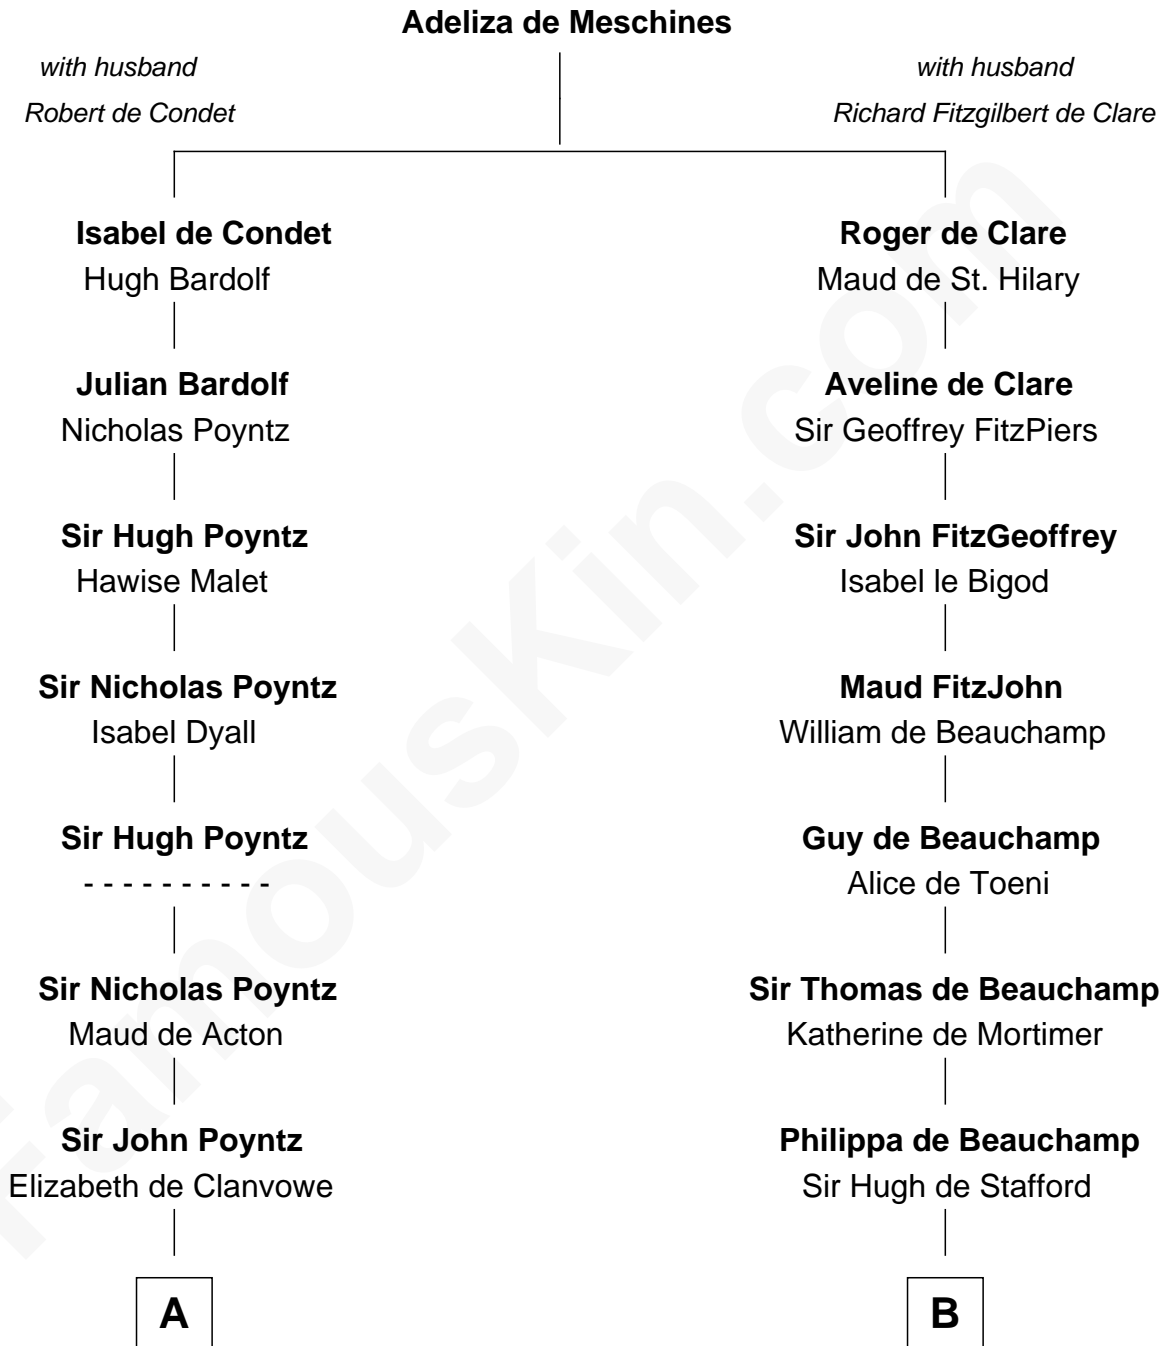 Adeliza de Meschines
with husband
Robert de Condet
with husband
Richard Fitzgilbert de Clare
Isabel de Condet
Hugh Bardolf
Roger de Clare
Maud de St. Hilary
Julian Bardolf
Nicholas Poyntz
Aveline de Clare
Sir Geoffrey FitzPiers
Sir Hugh Poyntz
Hawise Malet
Sir John FitzGeoffrey
Isabel le Bigod
Sir Nicholas Poyntz
Isabel Dyall
Maud FitzJohn
William de Beauchamp
Sir Hugh Poyntz
- - - - - - - - - -
Guy de Beauchamp
Alice de Toeni
Sir Nicholas Poyntz
Maud de Acton
Sir Thomas de Beauchamp
Katherine de Mortimer
Sir John Poyntz
Elizabeth de Clanvowe
Philippa de Beauchamp
Sir Hugh de Stafford
A
B
FamousKin.com